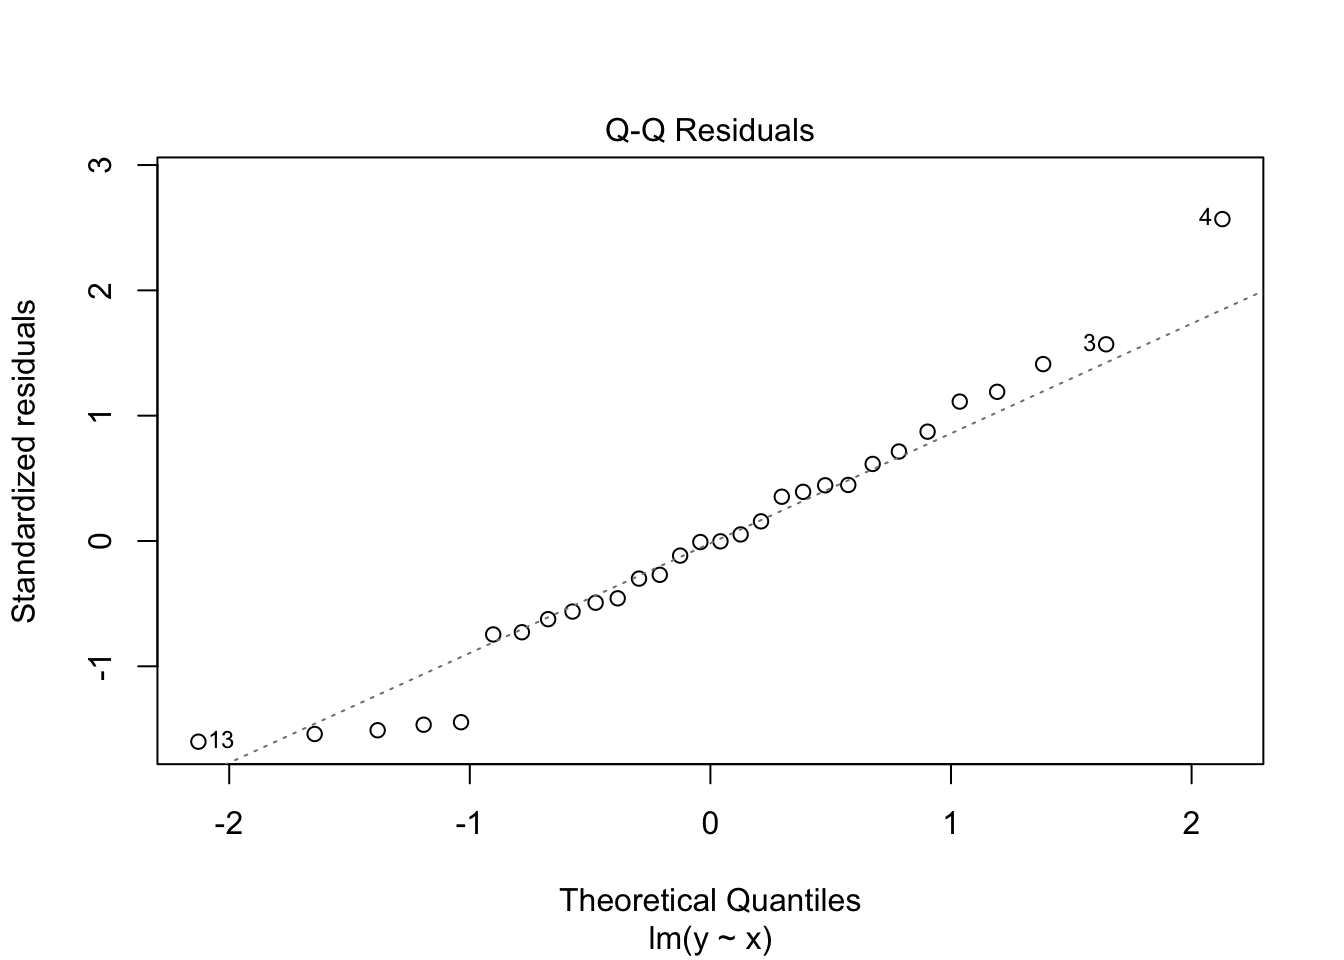 Q-Q Residuals
3
2
1
0
-1
Standardized residuals
4
3
13
-2 -1 0 1 2
Theoretical Quantiles
lm(y ~ x)